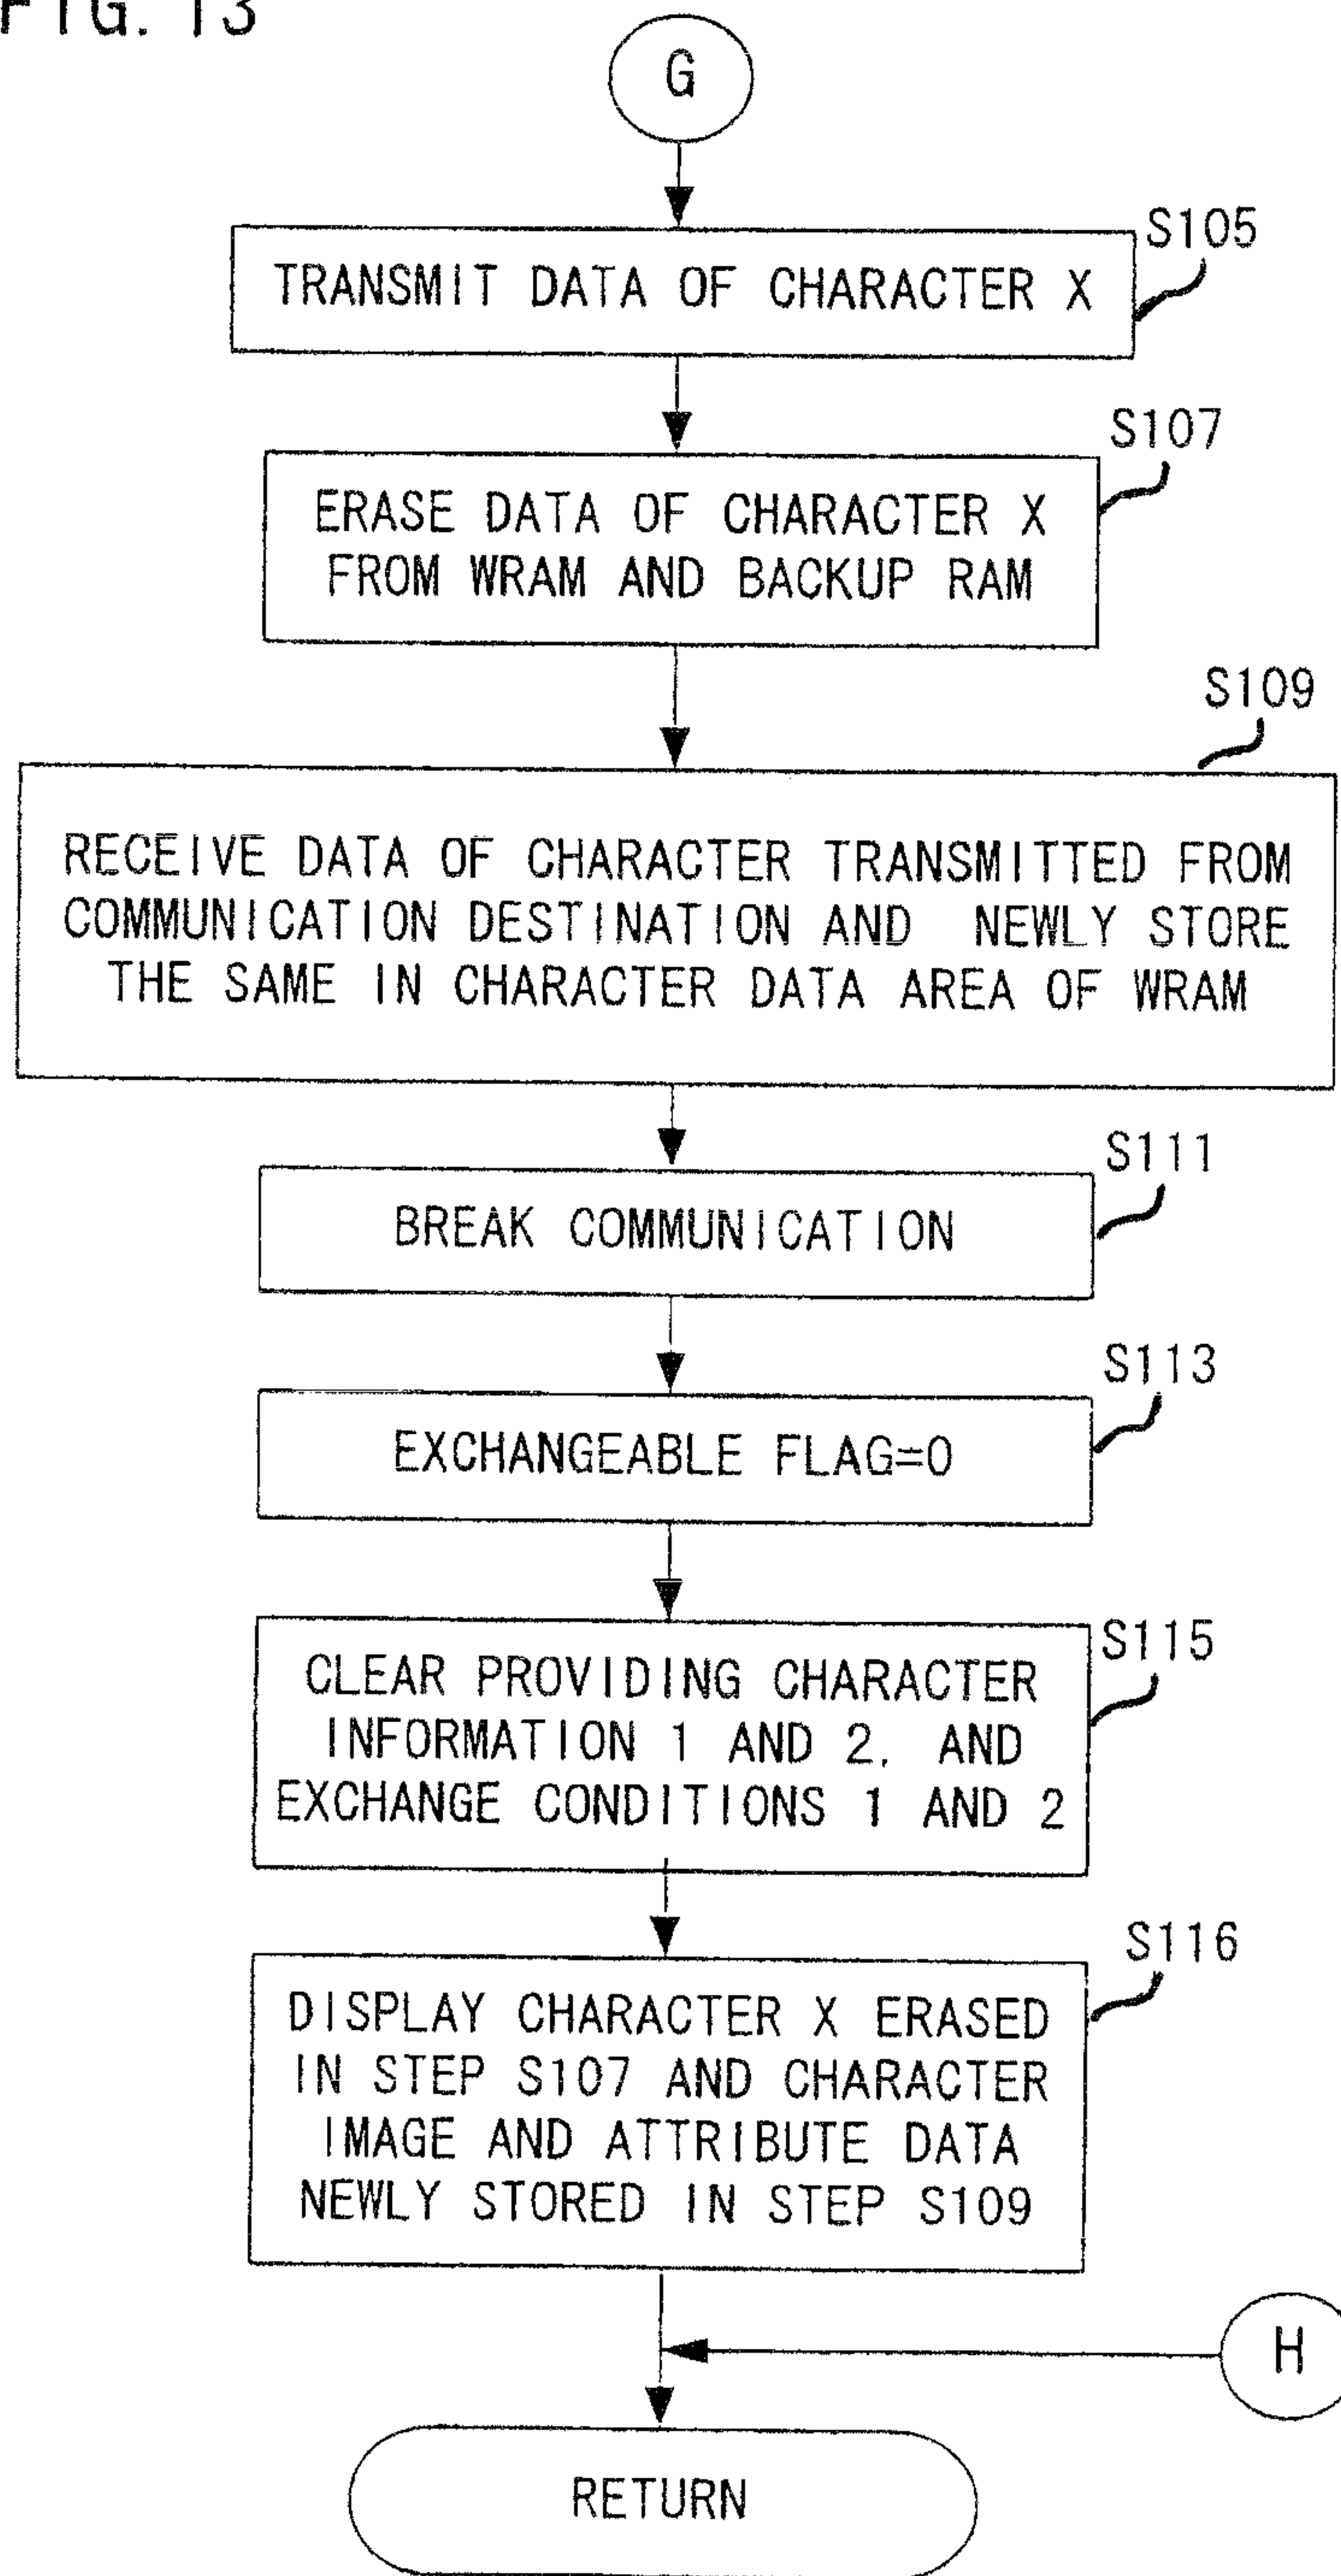 FIG. 13
G
S105
TRANSMIT DATA OF CHARACTER X
S107
ERASE DATA OF CHARACTER X
FROM WRAM AND BACKUP RAM
S109
RECEIVE DATA OF CHARACTER TRANSMITTED FROM
COMMUNICATION DESTINATION AND NEWLY STORE
THE SAME IN CHARACTER DATA AREA OF WRAM
S111
BREAK COMMUNICATION
S113
EXCHANGEABLE FLAG=0
S115
CLEAR PROVIDING CHARACTER
INFORMATION 1 AND 2, AND
EXCHANGE CONDITIONS 1 AND 2
S116
DISPLAY CHARACTER X ERASED
IN STEP S107 AND CHARACTER
IMAGE AND ATTRIBUTE DATA
NEWLY STORED IN STEP S109
H
RETURN